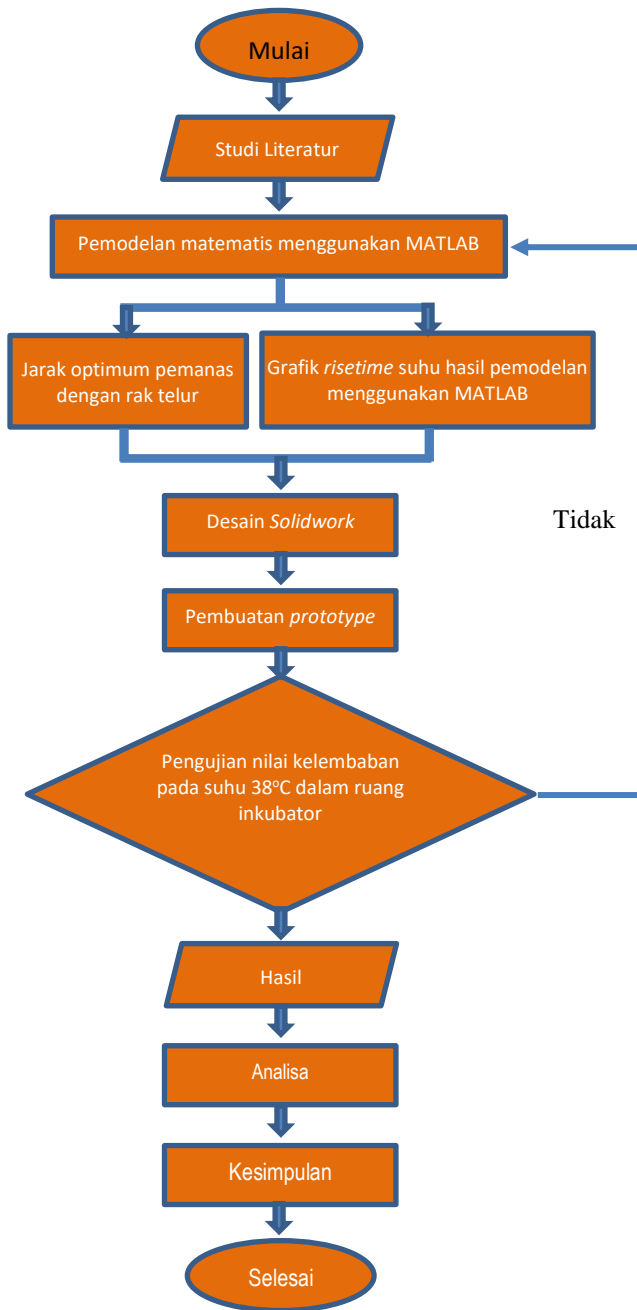 Mulai
Studi Literatur
Pemodelan matematis menggunakan MATLAB
Jarak optimum pemanas
dengan rak telur
Grafik risetime suhu hasil pemodelan
menggunakan MATLAB
Desain Solidwork
Tidak
Pembuatan prototype
Pengujian nilai kelembaban
pada suhu 38°C dalam ruang
inkubator
Hasil
Analisa
Kesimpulan
Selesai